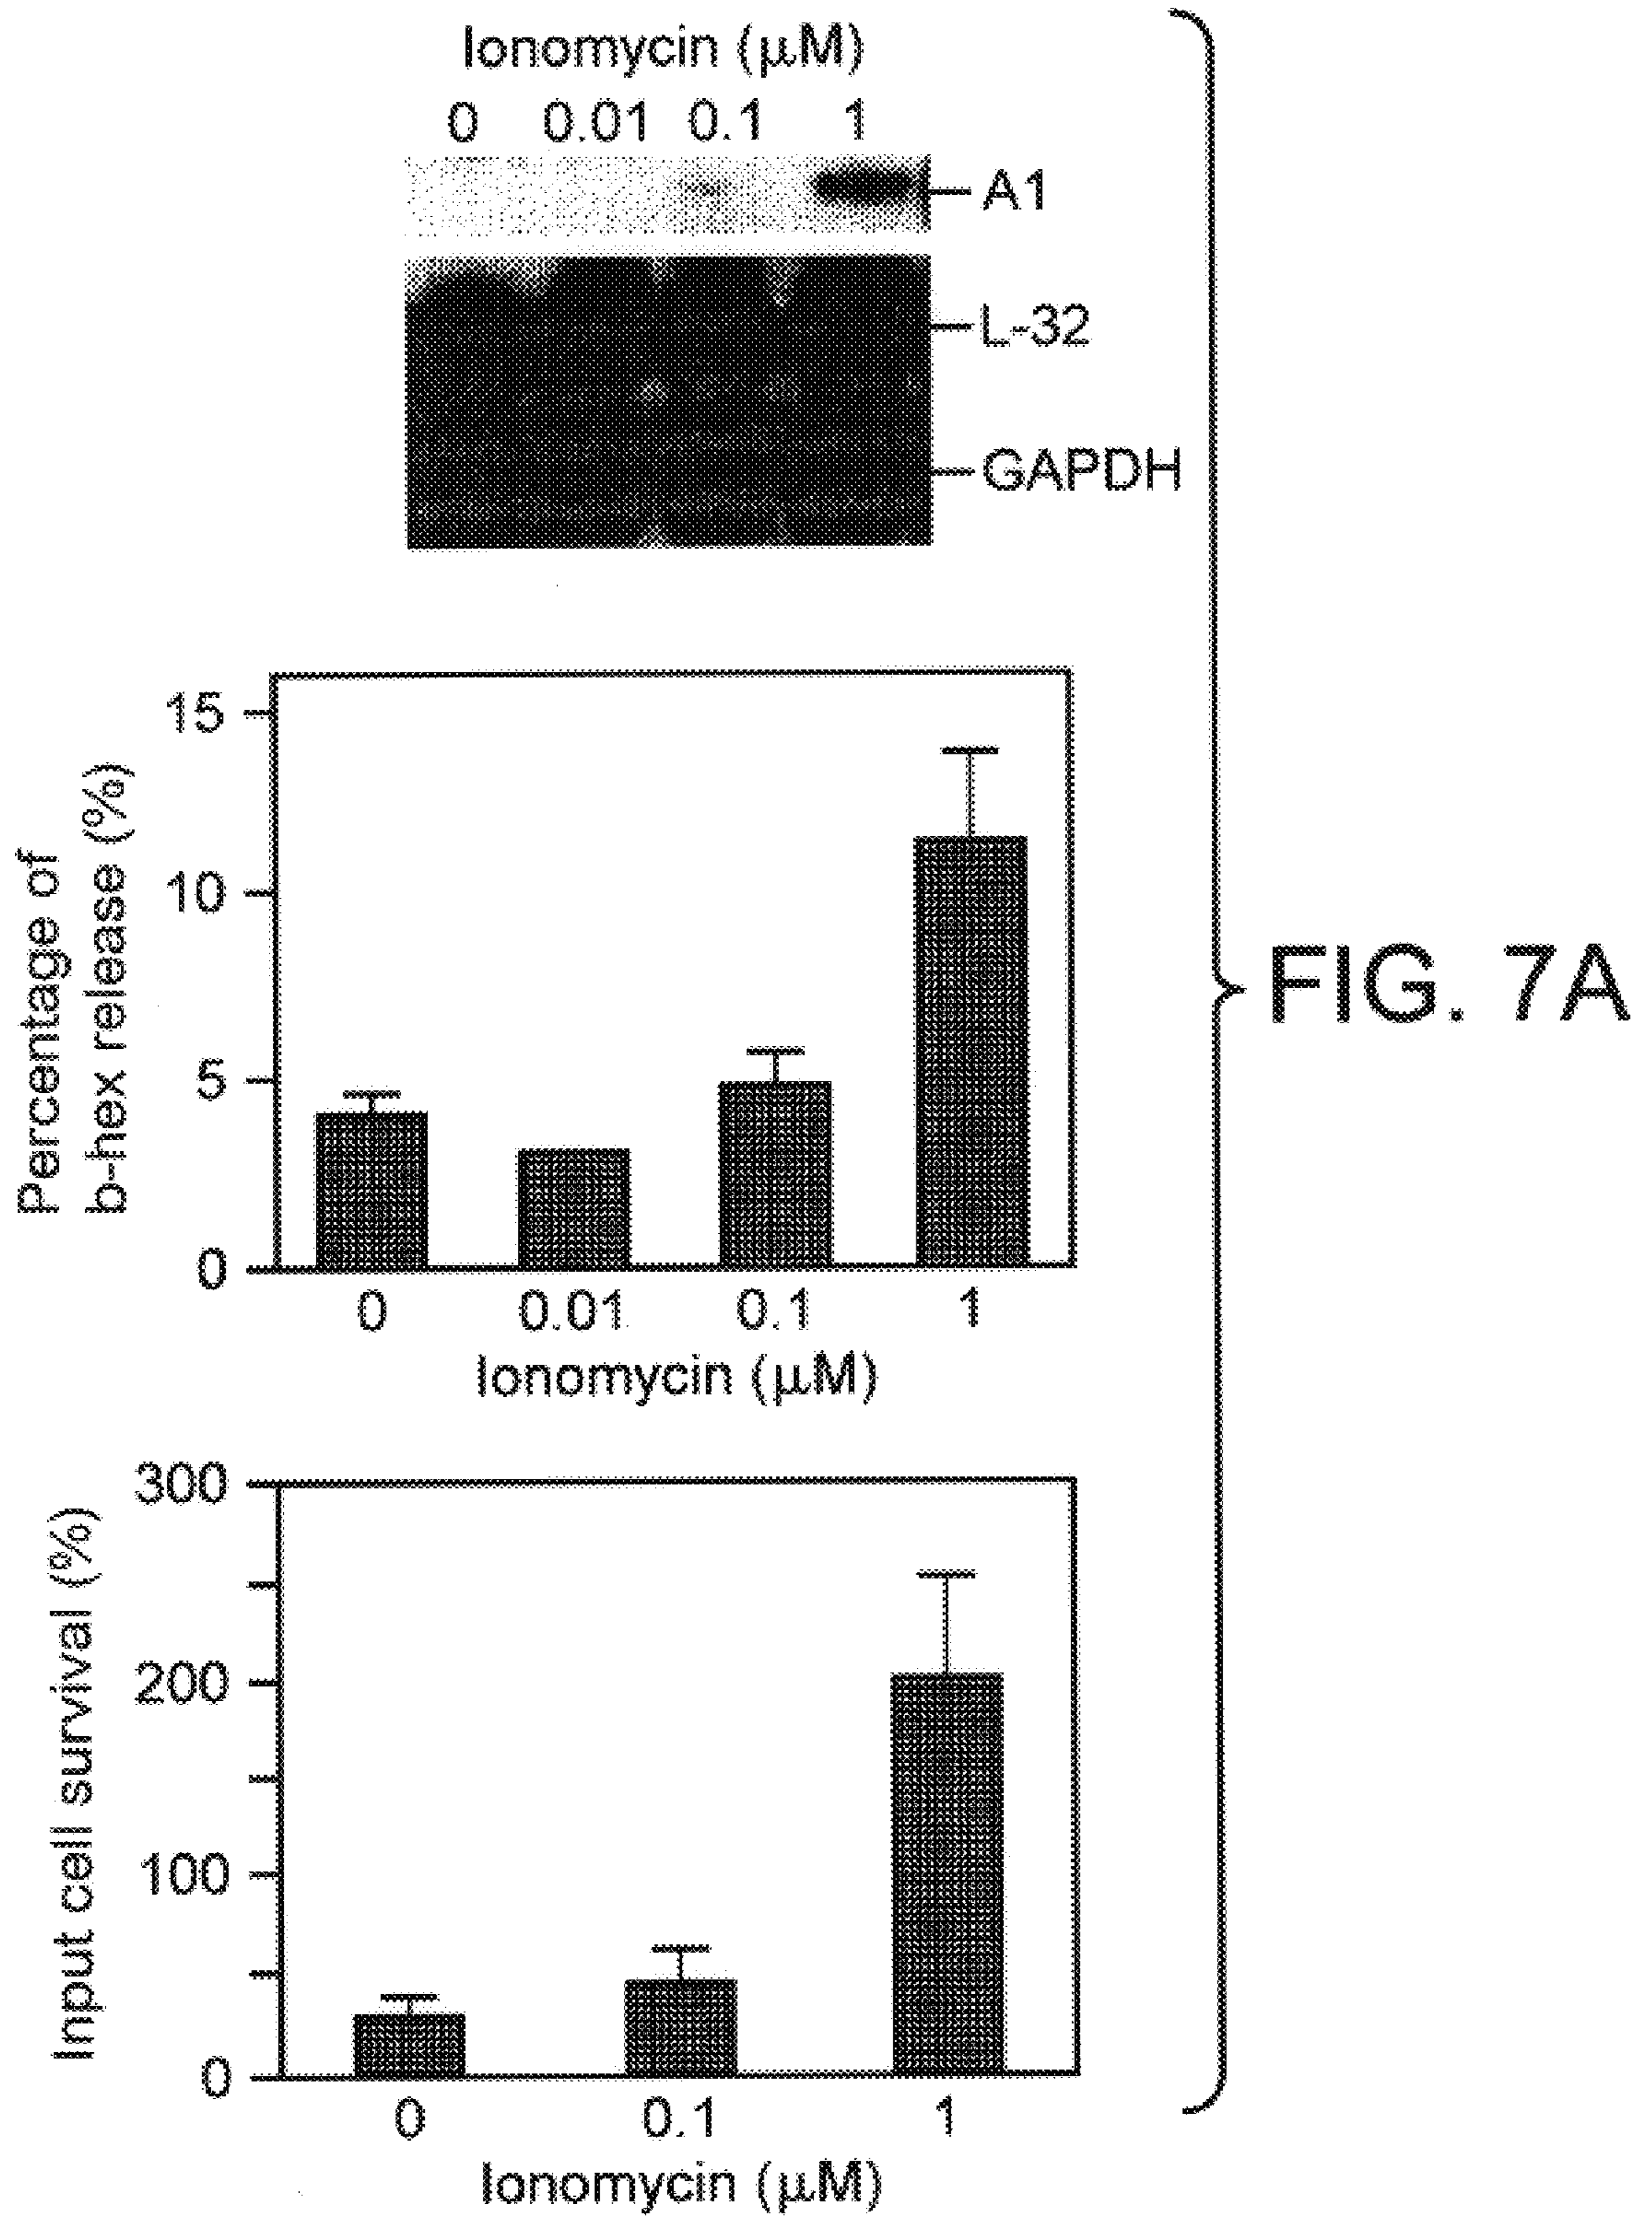 Ionomycin (μM)
0 0.01 0.1 1
A1
L-32
GAPDH
15
10
5
0
Percentage of
b-hex release (%)
0 0.01 0.1 1
Ionomycin (μM)
FIG. 7A
300
200
100
0
Input cell survival (%)
0 0.1 1
Ionomycin (μM)